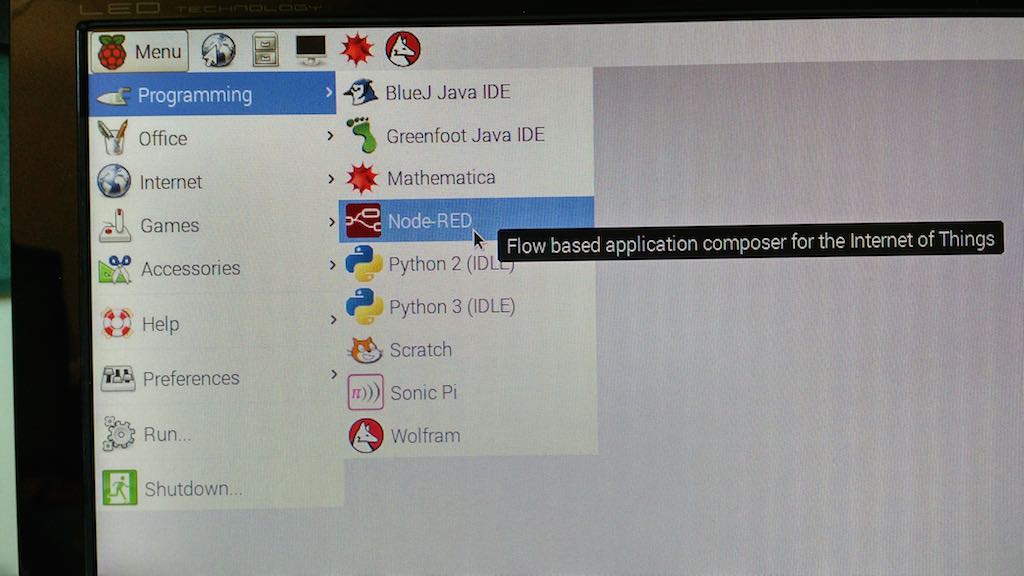 LED TECHNOLOGY
Menu
Programming
Office
Internet
Games
Accessories
Help
Preferences
Run...
Shutdown...
BlueJ Java IDE
Greenfoot Java IDE
Mathematica
Node-RED
Flow based application composer for the Internet of Things
Python 2 (IDLE)
Python 3 (IDLE)
Scratch
π)))
Sonic Pi
Wolfram